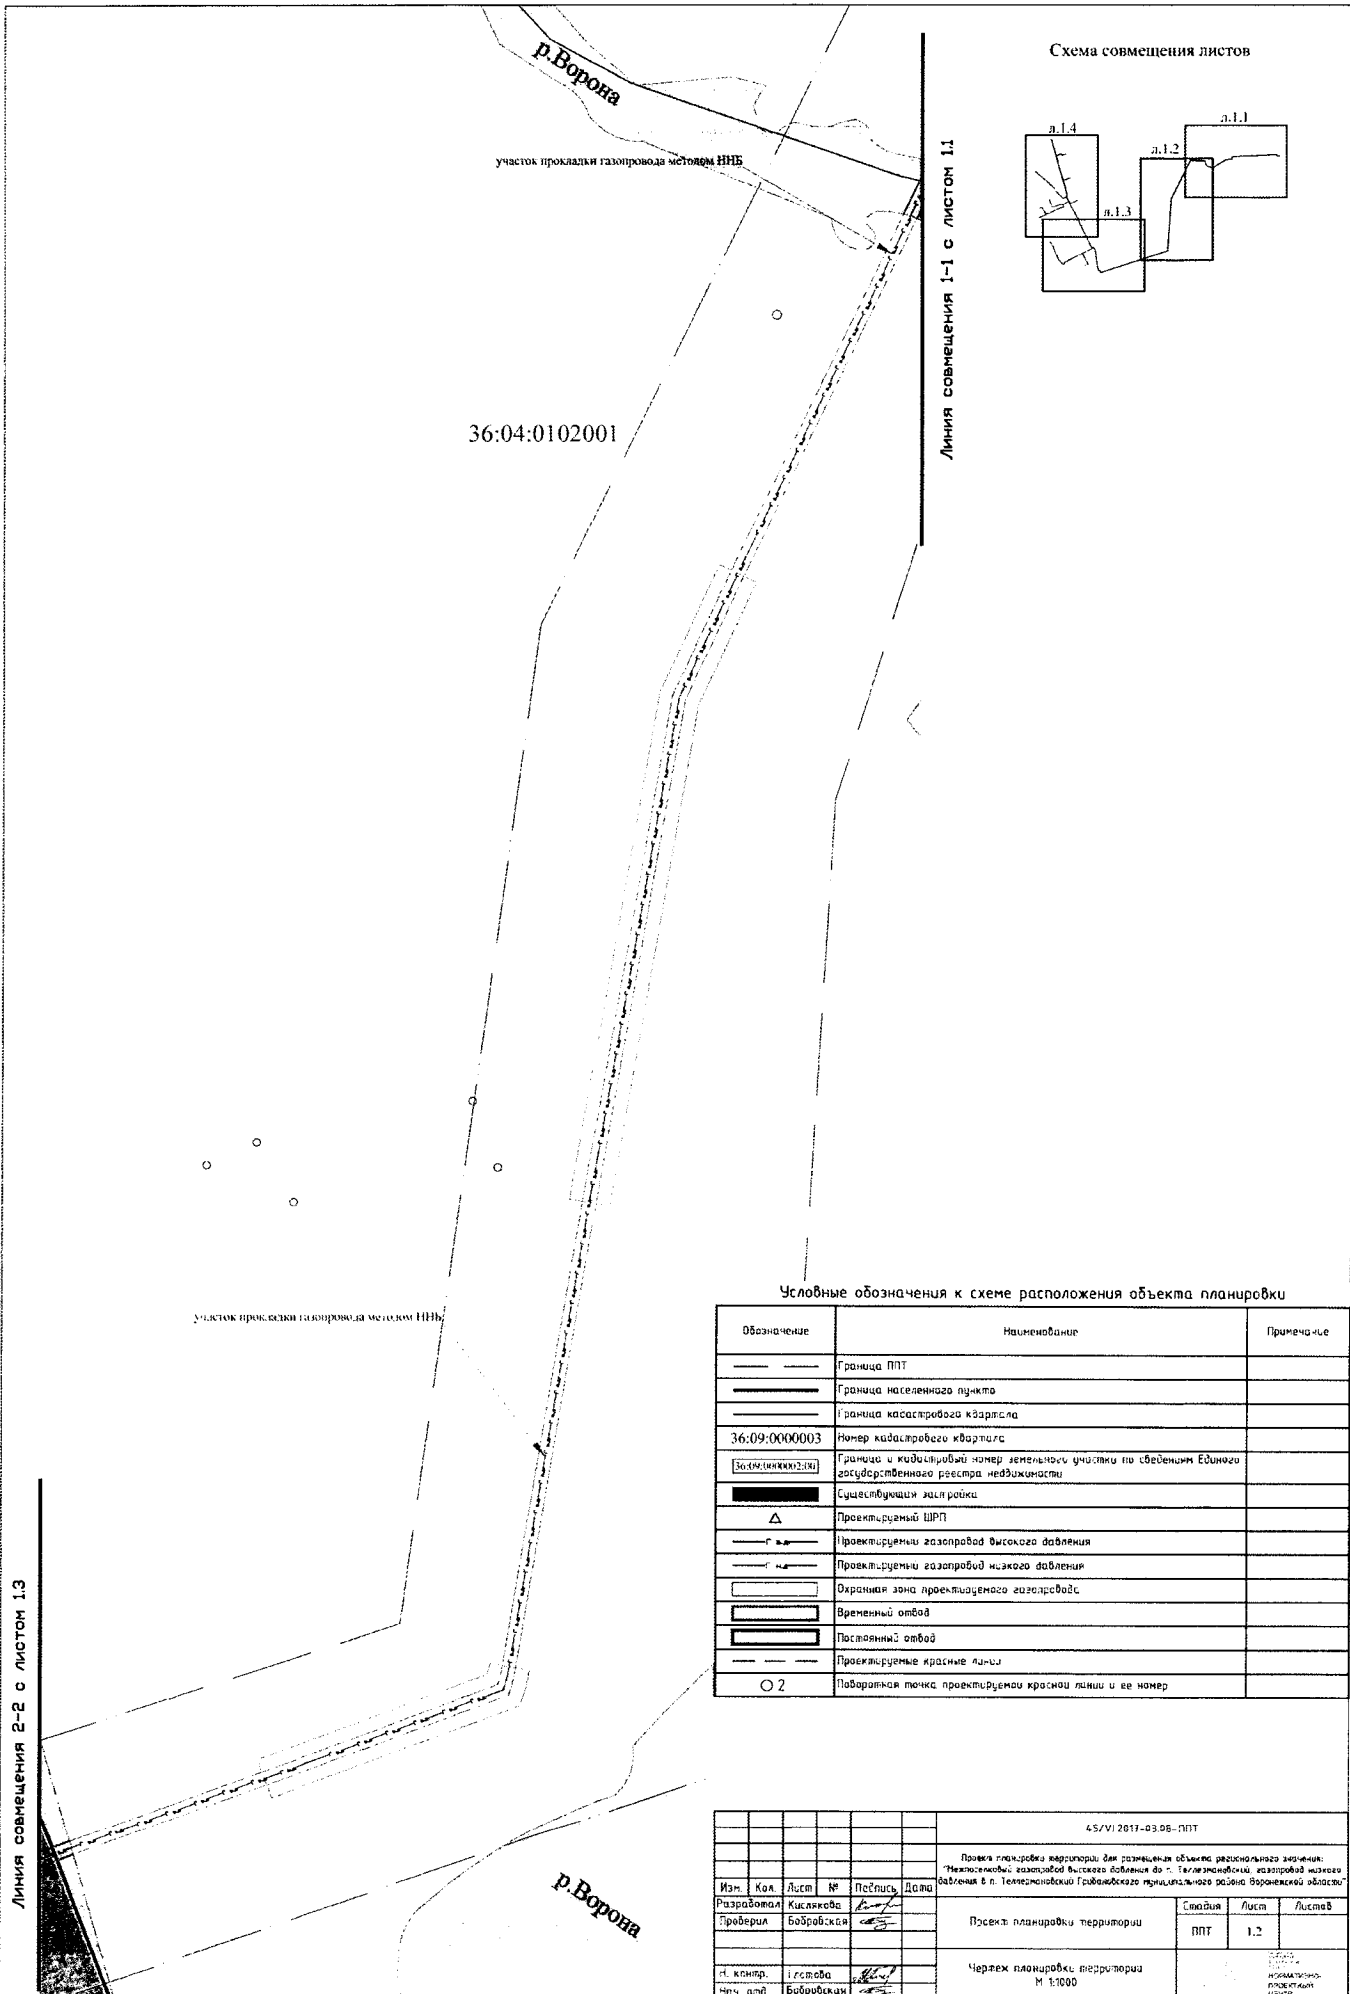 р.Ворона
Схема совмещения листов
л.1.4
л.1.2
л.1.1
л.1.3
участок прокладки газопровода методом ННБ
Линия совмещения 1-1 с листом 1.1
36:04:0102001
участок прокладки газопровода методом ННБ
Линия совмещения 2-2 с листом 1.3
р.Ворона
Условные обозначения к схеме расположения объекта планировки
Обозначение Наименование Примечание
Граница ППТ
Граница населенного пункта
Граница кадастрового квартала
36:09:0000003 Номер кадастрового квартала
Граница и кадастровый номер земельного участка по сведениям Единого
государственного реестра недвижимости
Существующая застройка
Проектируемый ШРП
Проектируемый газопровод высокого давления
Проектируемый газопровод низкого давления
Охранная зона проектируемого газопровода
Временный отвод
Постоянный отвод
Проектируемые красные линии
2 Поворотная точка проектируемой красной линии и ее номер
Проект планировки территории для размещения объекта регионального значения:
"Межпоселковый газопровод высокого давления до п. Теллермановский, газопровод низкого
давления в п. Теллермановский Грибановского муниципального района Воронежской области"
Изм. Кол. Лист № Подпись Дата
Разработал Кислякова
Проверил Бобровская
Проект планировки территории
Стадия Лист Листов
ППТ 1.2
Н. контр.
Нач. отд. Бобровская
Чертеж планировки территории
М 1:1000
НОРМАТИВНО-
ПРОЕКТНЫЙ
ЦЕНТР